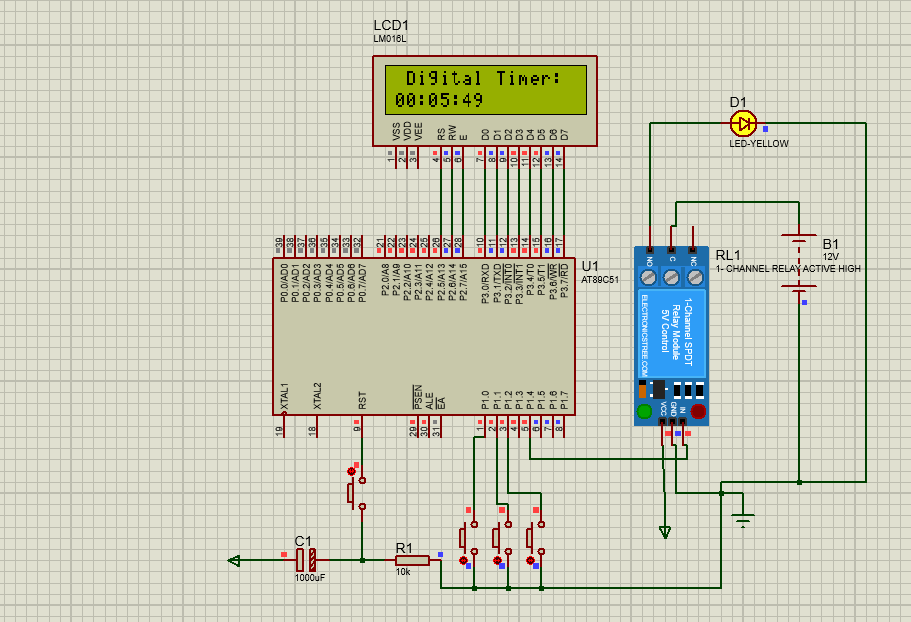 LCD1
LM016L
Digital Timer:
00:05:49
VSS VDD VEE RS RW E D0 D1 D2 D3 D4 D5 D6 D7
1 2 3 4 5 6 7 8 9 10 11 12 13 14
D1
LED-YELLOW
39 38 37 36 35 34 33 32 21 22 23 24 25 26 27 28 10 11 12 13 14 15 16 17
P0.0/AD0 P0.1/AD1 P0.2/AD2 P0.3/AD3 P0.4/AD4 P0.5/AD5 P0.6/AD6 P0.7/AD7 P2.0/A8 P2.1/A9 P2.2/A10 P2.3/A11 P2.4/A12 P2.5/A13 P2.6/A14 P2.7/A15 P3.0/RXD P3.1/TXD P3.2/INT0 P3.3/INT1 P3.4/T0 P3.5/T1 P3.6/WR P3.7/RD
U1
AT89C51
XTAL1 XTAL2 RST PSEN ALE EA P1.0 P1.1 P1.2 P1.3 P1.4 P1.5 P1.6 P1.7
19 18 9 29 30 31 1 2 3 4 5 6 7 8
NO C NC
RL1
1- CHANNEL RELAY ACTIVE HIGH
1-Channel SPDT
Relay Module
5V Control
ELECTRONICSTREE.COM
VCC GND IN
B1
12V
C1
1000uF
R1
10k